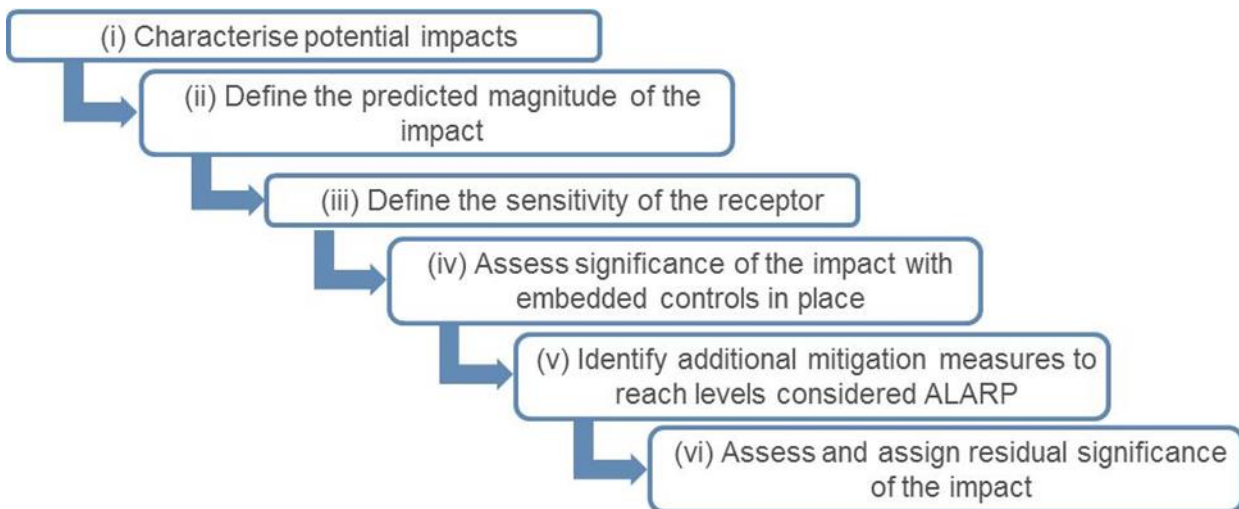 (i) Characterise potential impacts
(ii) Define the predicted magnitude of the
impact
(iii) Define the sensitivity of the receptor
(iv) Assess significance of the impact with
embedded controls in place
(v) Identify additional mitigation measures to
reach levels considered ALARP
(vi) Assess and assign residual significance
of the impact